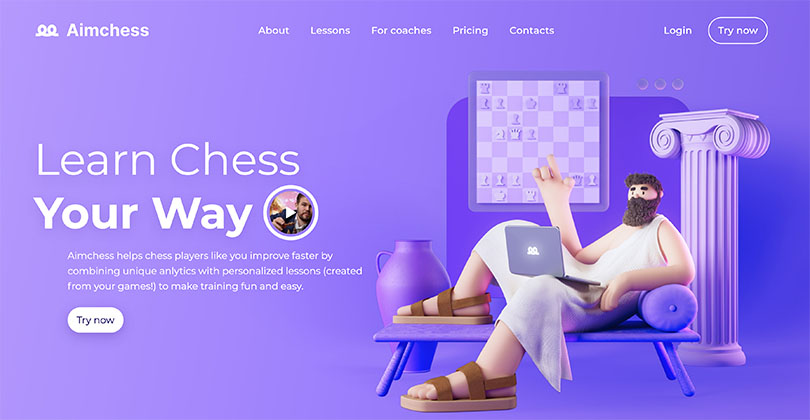 Aimchess
About
Lessons
For coaches
Pricing
Contacts
Login
Try now
Learn Chess
Your Way
Aimchess helps chess players like you improve faster by
combining unique anlytics with personalized lessons (created
from your games!) to make training fun and easy.
Try now